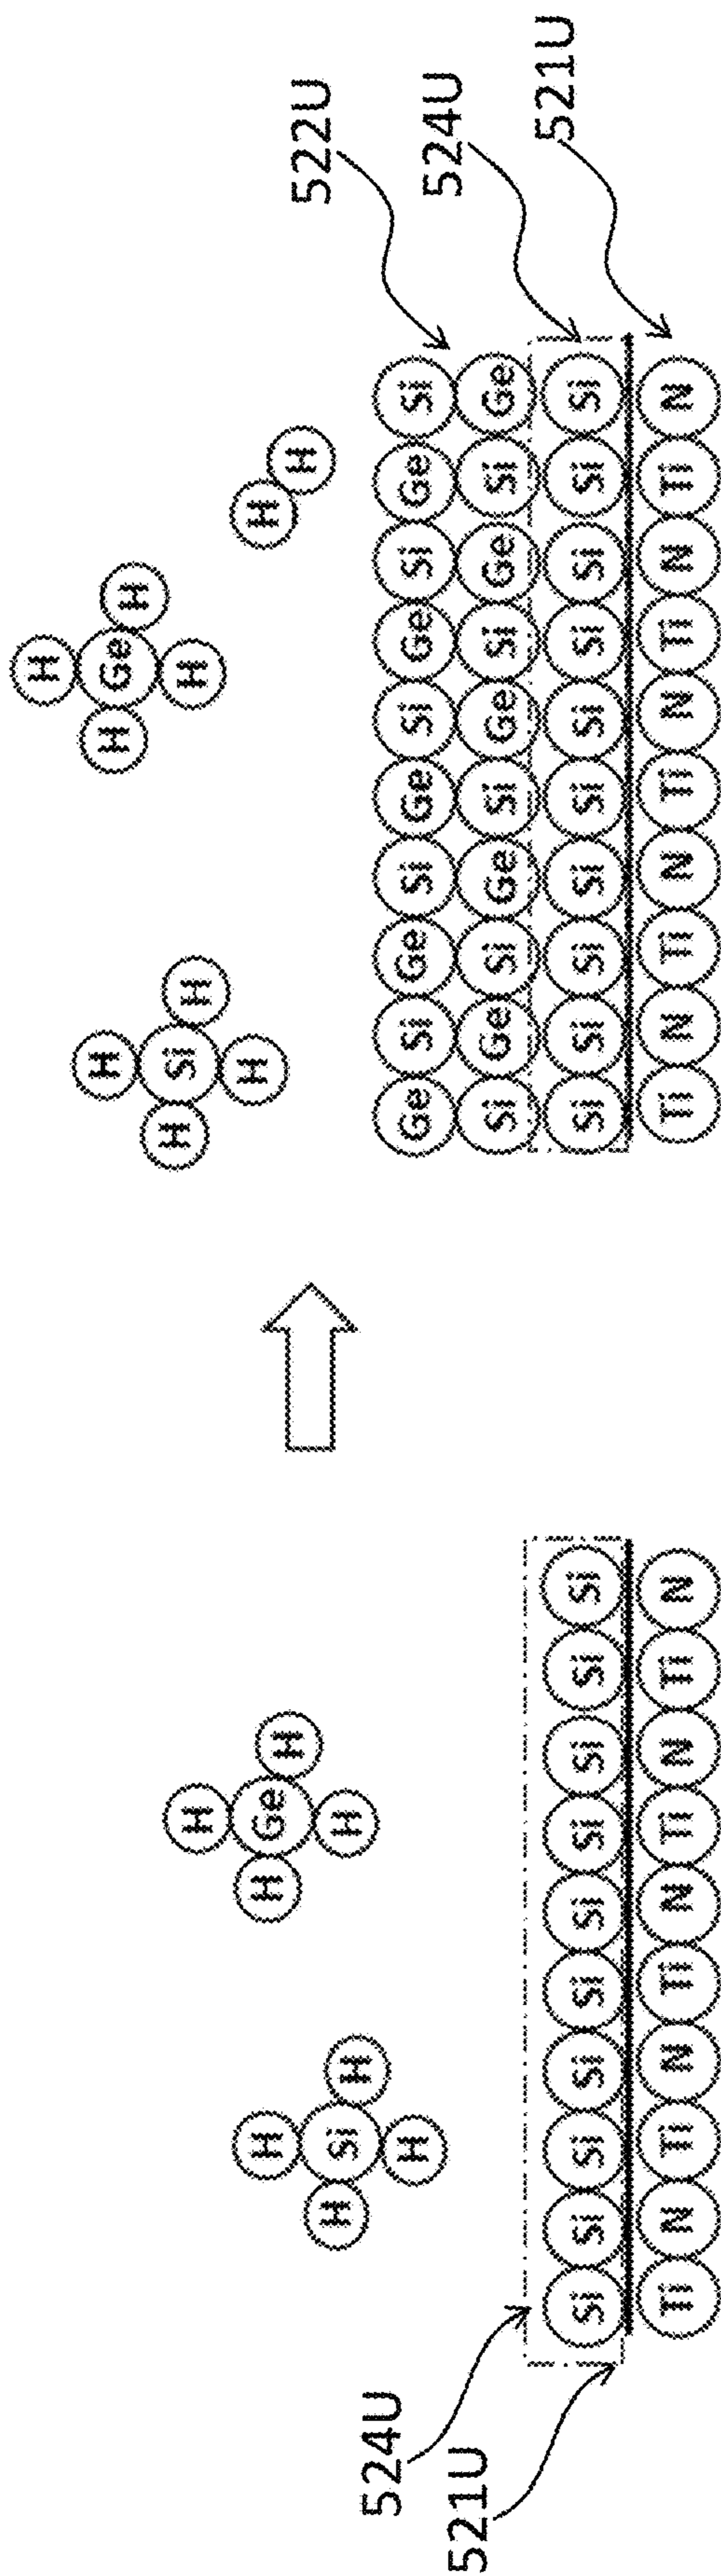 H
H Si H
H
H
H Ge H
H
524U
Si Si Si Si Si Si Si Si Si Si
521U
Ti N Ti N Ti N Ti N Ti N
H
H Si H
H
H
H Ge H
H
H H
522U
Ge Si Ge Si Ge Si Ge Si Ge Si
Si Ge Si Ge Si Ge Si Ge Si Ge
524U
Si Si Si Si Si Si Si Si Si Si
521U
Ti N Ti N Ti N Ti N Ti N